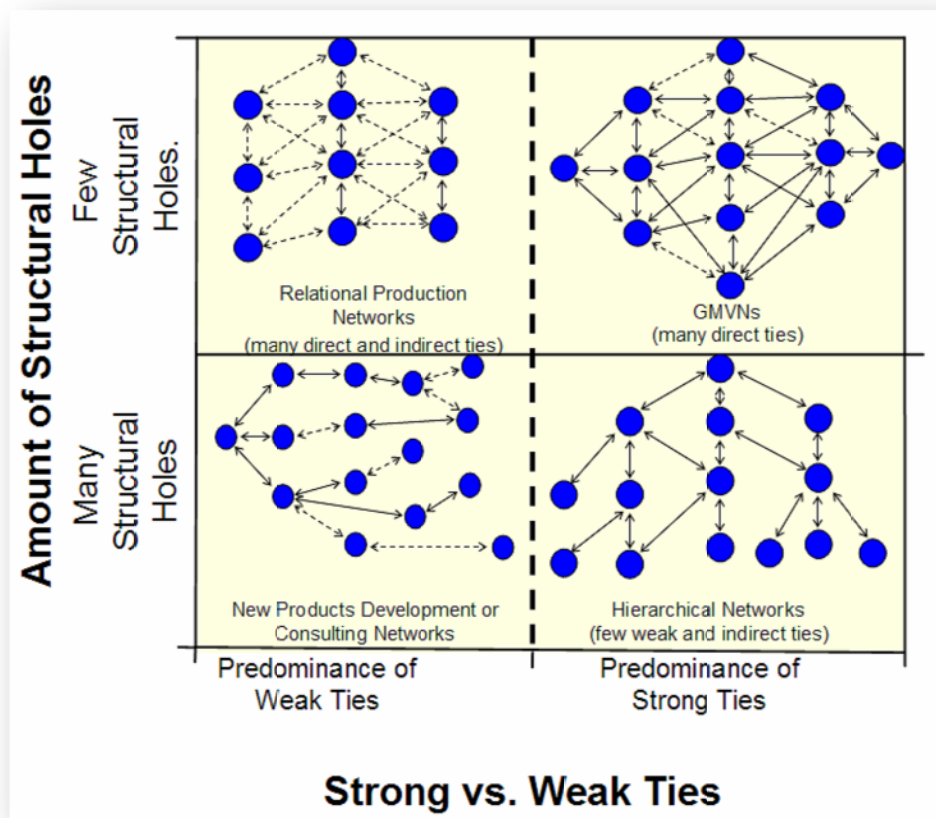 Amount of Structural Holes
Few
Structural
Holes.
Many
Structural
Holes
Relational Production
Networks
(many direct and indirect ties)
GMVNs
(many direct ties)
New Products Development or
Consulting Networks
Hierarchical Networks
(few weak and indirect ties)
Predominance of
Weak Ties
Predominance of
Strong Ties
Strong vs. Weak Ties